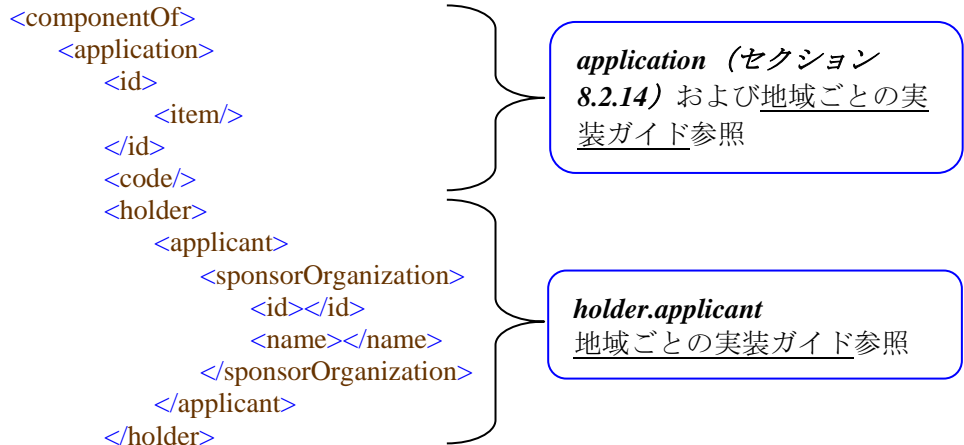 <componentOf>
<application>
<id>
<item/>
</id>
<code/>
<holder>
<applicant>
<sponsorOrganization>
<id></id>
<name></name>
</sponsorOrganization>
</applicant>
</holder>
application（セクション
8.2.14）および地域ごとの実
装ガイド参照
holder.applicant
地域ごとの実装ガイド参照